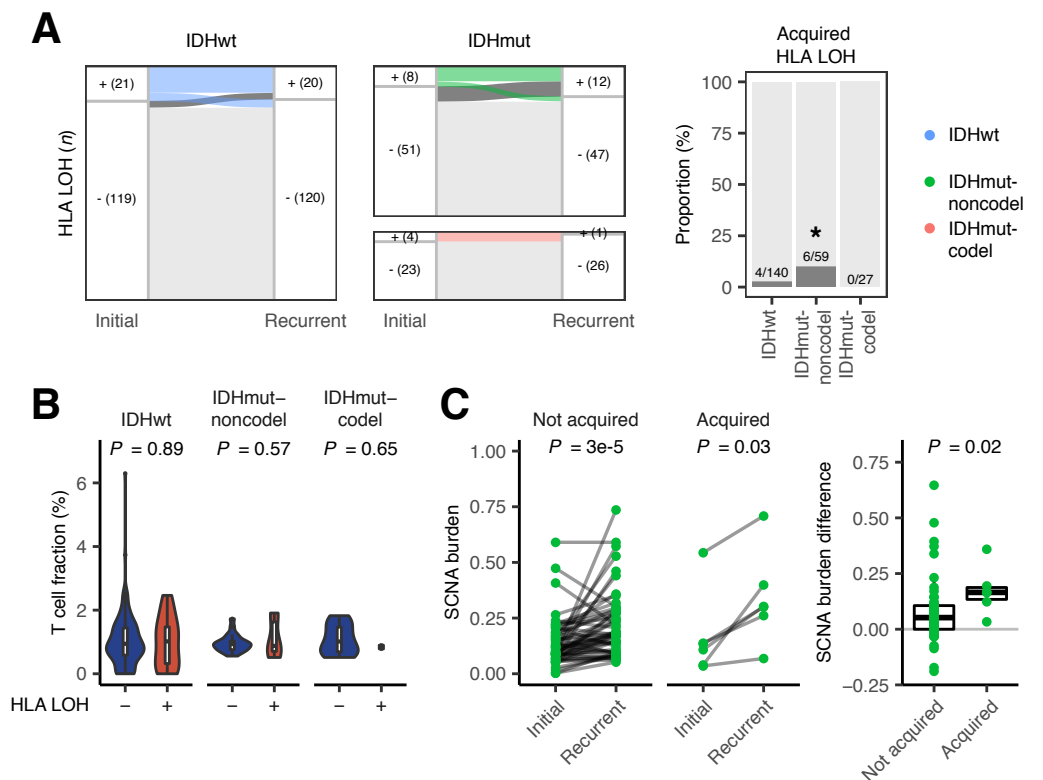 A
IDHwt
IDHmut
Acquired
HLA LOH
HLA LOH (n)
+ (21)
- (119)
+ (20)
- (120)
Initial
Recurrent
+ (8)
- (51)
+ (12)
- (47)
+ (4)
- (23)
+ (1)
- (26)
Initial
Recurrent
Proportion (%)
100
75
50
25
0
4/140
*
6/59
0/27
IDHwt
IDHmut-
noncodel
IDHmut-
codel
IDHwt
IDHmut-
noncodel
IDHmut-
codel
B
IDHwt
P = 0.89
IDHmut−
noncodel
P = 0.57
IDHmut−
codel
P = 0.65
T cell fraction (%)
6
4
2
0
HLA LOH
− + − + − +
C
Not acquired
P = 3e-5
Acquired
P = 0.03
SCNA burden
1.00
0.75
0.50
0.25
0.00
Initial
Recurrent
Initial
Recurrent
P = 0.02
SCNA burden difference
0.75
0.50
0.25
0.00
−0.25
Not acquired
Acquired